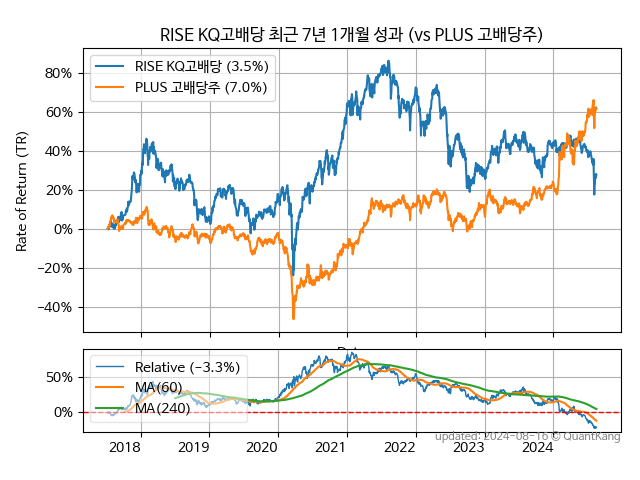 RISE KQ고배당 최근 7년 1개월 성과 (vs PLUS 고배당주)
Rate of Return (TR)
80%
60%
40%
20%
0%
−20%
−40%
RISE KQ고배당 (3.5%)
PLUS 고배당주 (7.0%)
50%
0%
Relative (−3.3%)
MA(60)
MA(240)
2018 2019 2020 2021 2022 2023 2024
updated: 2024-08-16 © QuantKang